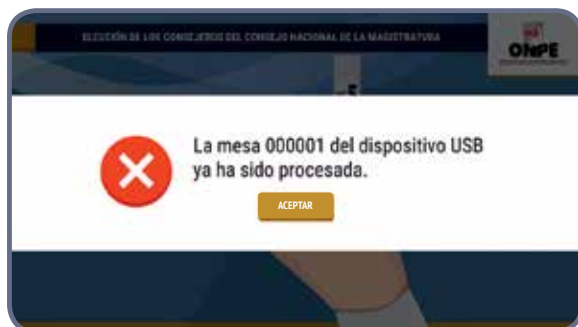 ELECCIÓN DE LOS CONSEJEROS DEL CONSEJO NACIONAL DE LA MAGISTRATURA
ONPE
La mesa 000001 del dispositivo USB
ya ha sido procesada.
ACEPTAR